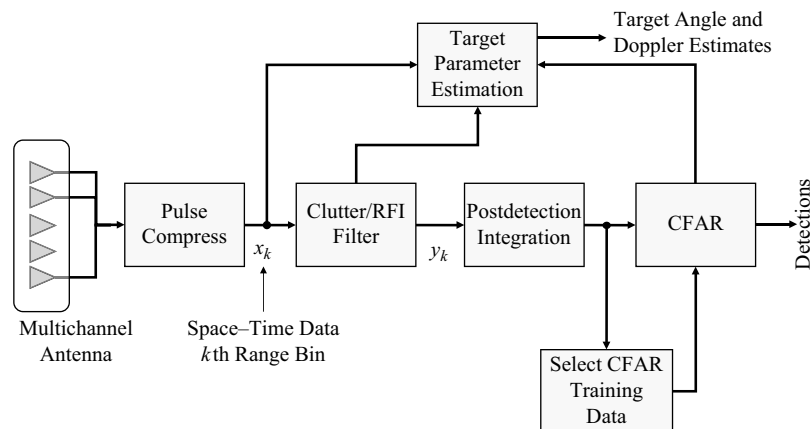 Target Angle and
Doppler Estimates
Target
Parameter
Estimation
Pulse
Compress
Clutter/RFI
Filter
Postdetection
Integration
CFAR
Detections
x_k
y_k
Multichannel
Antenna
Space–Time Data
kth Range Bin
Select CFAR
Training
Data